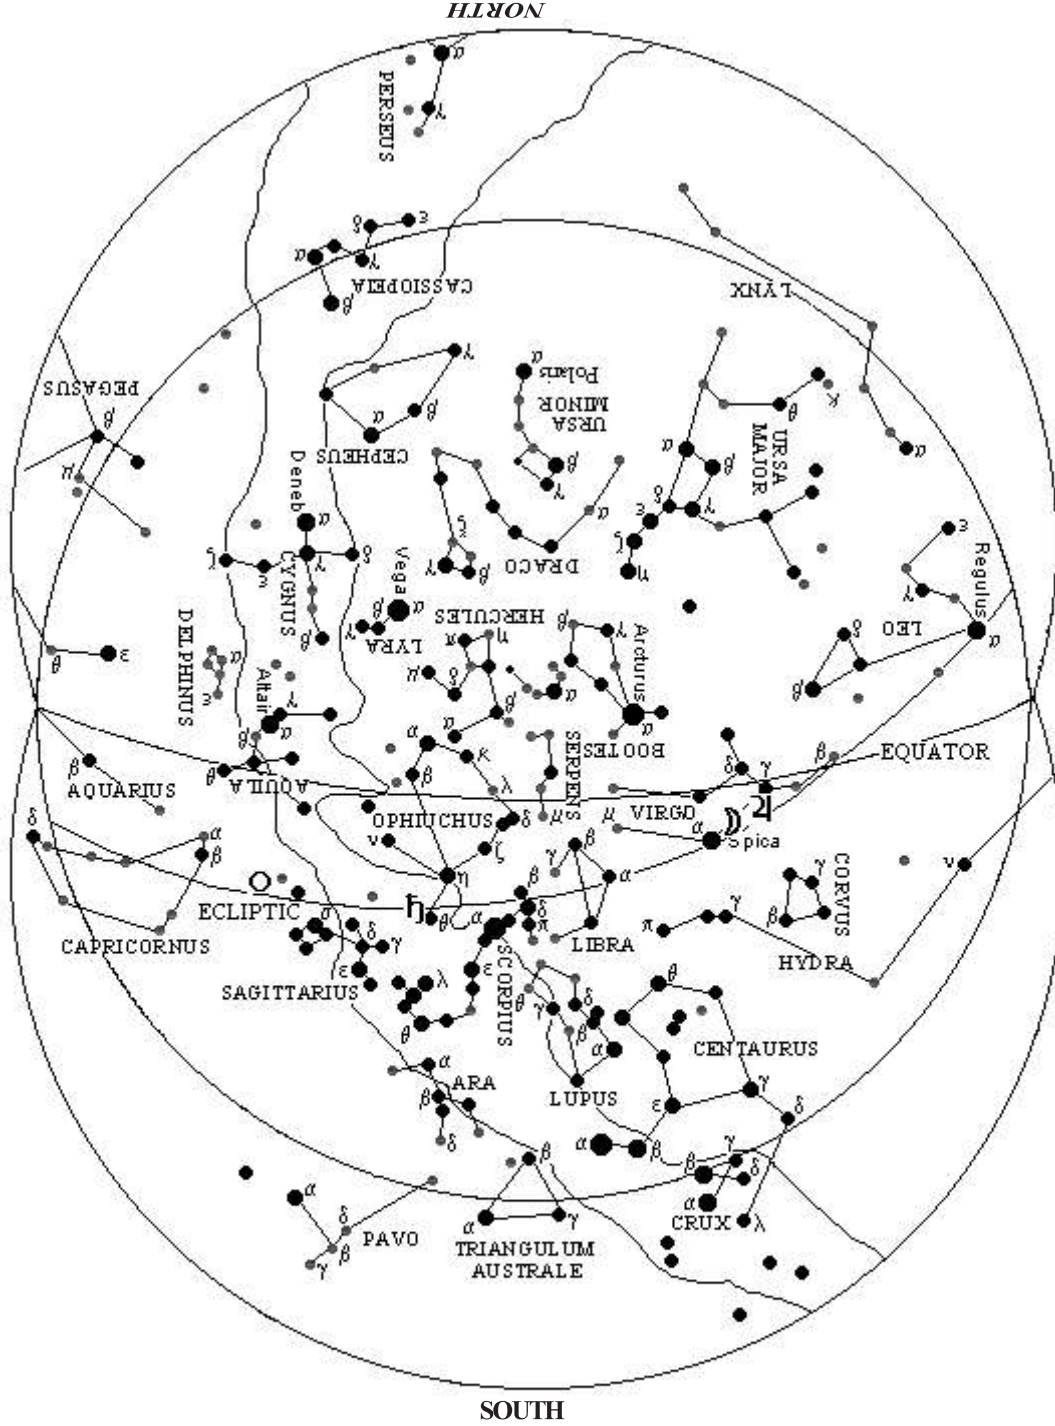 NORTH
α
PERSEUS
γ
δ
ε
α
γ
CASSIOPEIA
β
LYNX
γ
α
Polaris
β
α
CEPHEUS
URSA
MINOR
β
γ
θ
κ
α
URSA
MAJOR
β
PEGASUS
β
μ
Deneb
α
γ
δ
ε
ζ
CYGNUS
β
δ
γ
ε
ζ
η
α
DRACO
ξ
γ
β
ε
Regulus
γ
α
LEO
δ
β
Vega
α
β
γ
LYRA
HERCULES
π
η
μ
δ
β
α
β
γ
Arcturus
α
BOOTES
α
DELPHINUS
α
ε
Altair
γ
α
β
θ
AQUILA
θ
ε
β
AQUARIUS
α
κ
β
λ
SERPENS
μ
OPHIUCHUS
δ
ν
ζ
η
θ
δ
γ
β
EQUATOR
VIRGO
μ
α
Spica
☽
♃
δ
α
β
CAPRICORNUS
ECLIPTIC
♄
β
γ
α
LIBRA
γ
β
CORVUS
ν
π
γ
HYDRA
σ
δ
γ
ε
SAGITTARIUS
β
δ
π
α
ε
λ
θ
SCORPIUS
θ
γ
δ
β
α
LUPUS
θ
CENTAURUS
γ
ε
δ
α
β
λ
α
ARA
β
δ
γ
β
δ
α
CRUX
α
δ
β
γ
PAVO
β
α
γ
TRIANGULUM
AUSTRALE
SOUTH